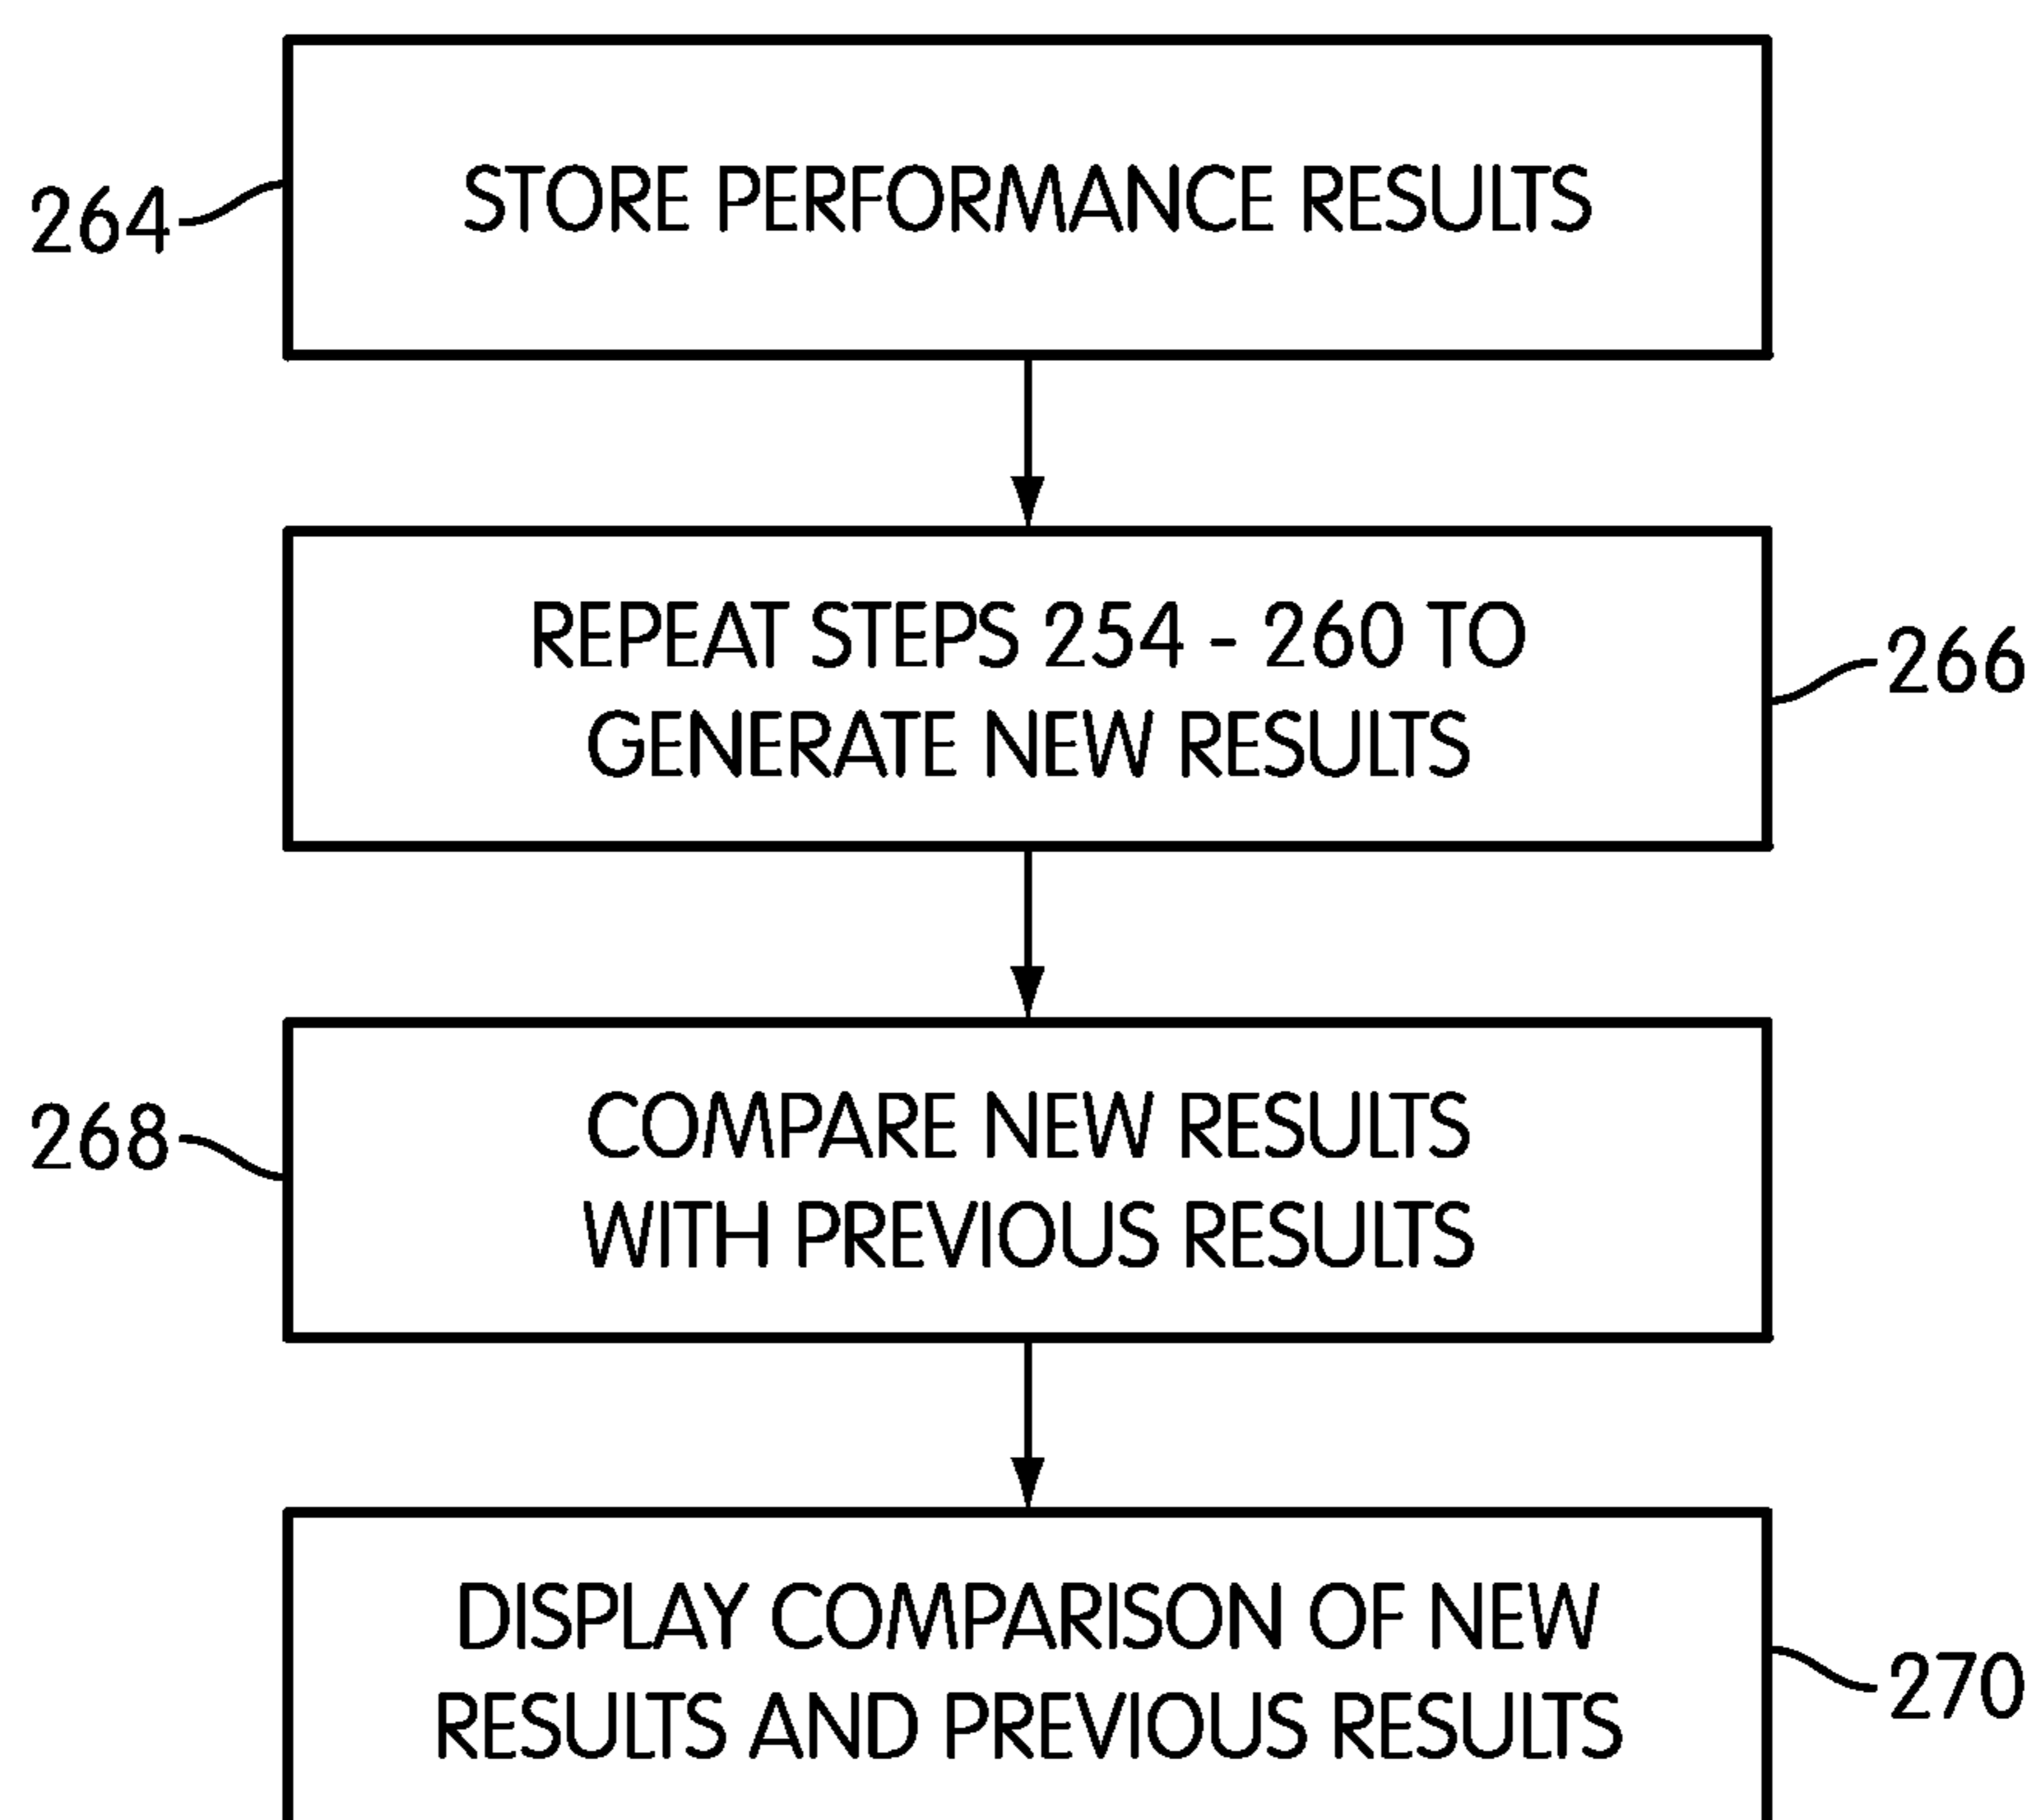 STORE PERFORMANCE RESULTS
264
REPEAT STEPS 254 - 260 TO
GENERATE NEW RESULTS
266
COMPARE NEW RESULTS
WITH PREVIOUS RESULTS
268
DISPLAY COMPARISON OF NEW
RESULTS AND PREVIOUS RESULTS
270